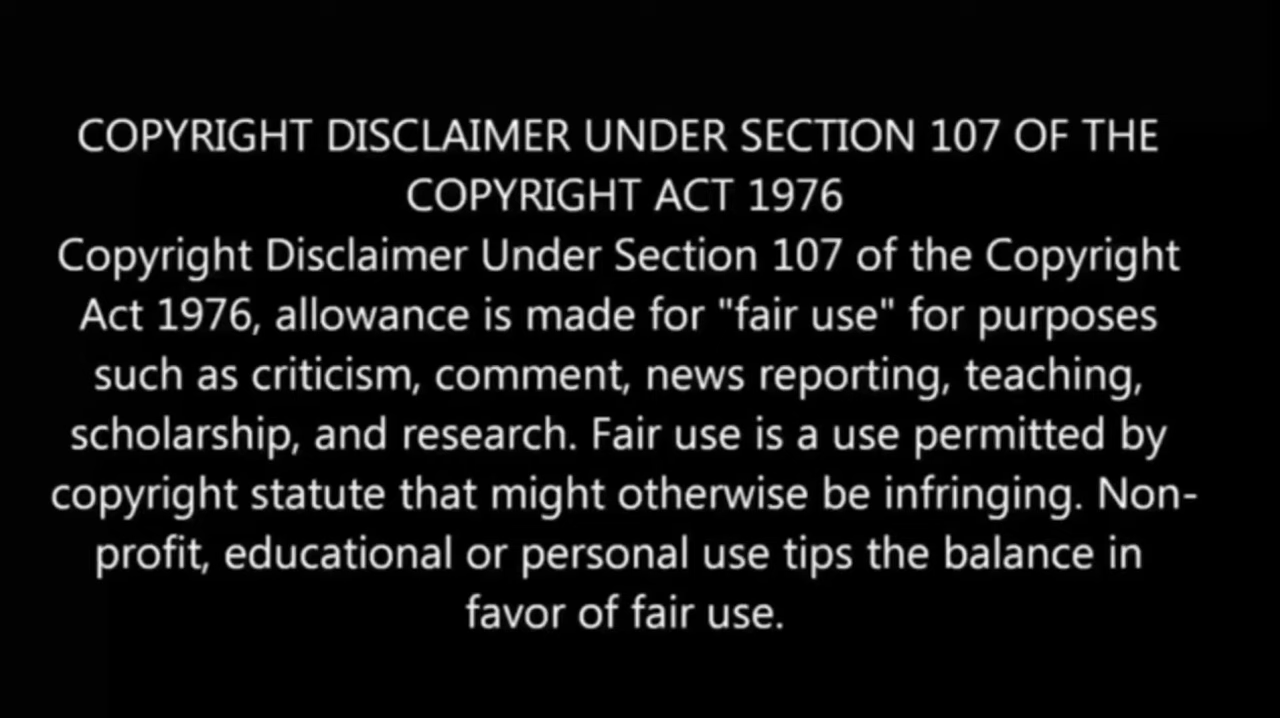 COPYRIGHT DISCLAIMER UNDER SECTION 107 OF THE
COPYRIGHT ACT 1976
Copyright Disclaimer Under Section 107 of the Copyright
Act 1976, allowance is made for "fair use" for purposes
such as criticism, comment, news reporting, teaching,
scholarship, and research. Fair use is a use permitted by
copyright statute that might otherwise be infringing. Non-
profit, educational or personal use tips the balance in
favor of fair use.